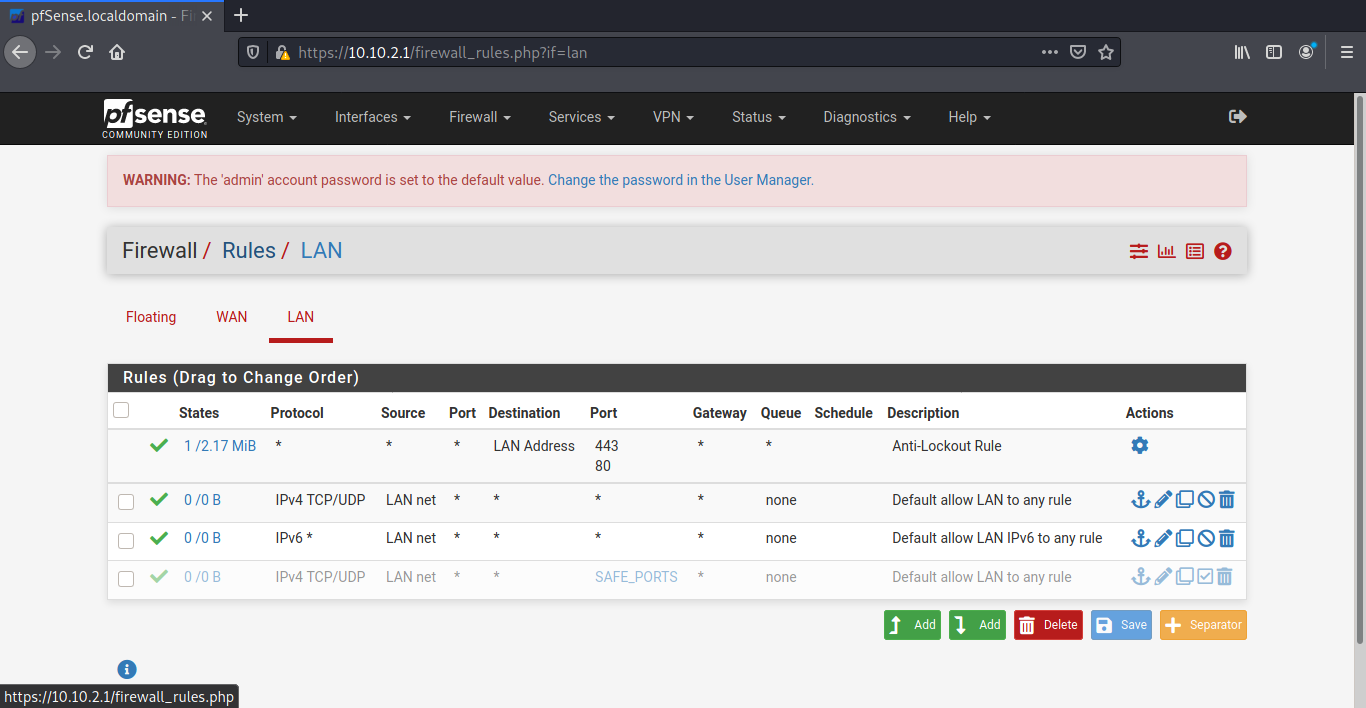 pfSense.localdomain - Fi
https://10.10.2.1/firewall_rules.php?if=lan
pfsense
COMMUNITY EDITION
System Interfaces Firewall Services VPN Status Diagnostics Help
WARNING: The 'admin' account password is set to the default value. Change the password in the User Manager.
Firewall / Rules / LAN
Floating WAN LAN
Rules (Drag to Change Order)
States Protocol Source Port Destination Port Gateway Queue Schedule Description Actions
1 /2.17 MiB * * * LAN Address 443 * * Anti-Lockout Rule
80
0 /0 B IPv4 TCP/UDP LAN net * * * * none Default allow LAN to any rule
0 /0 B IPv6 * LAN net * * * * none Default allow LAN IPv6 to any rule
0 /0 B IPv4 TCP/UDP LAN net * * SAFE_PORTS * none Default allow LAN to any rule
Add Add Delete Save Separator
https://10.10.2.1/firewall_rules.php